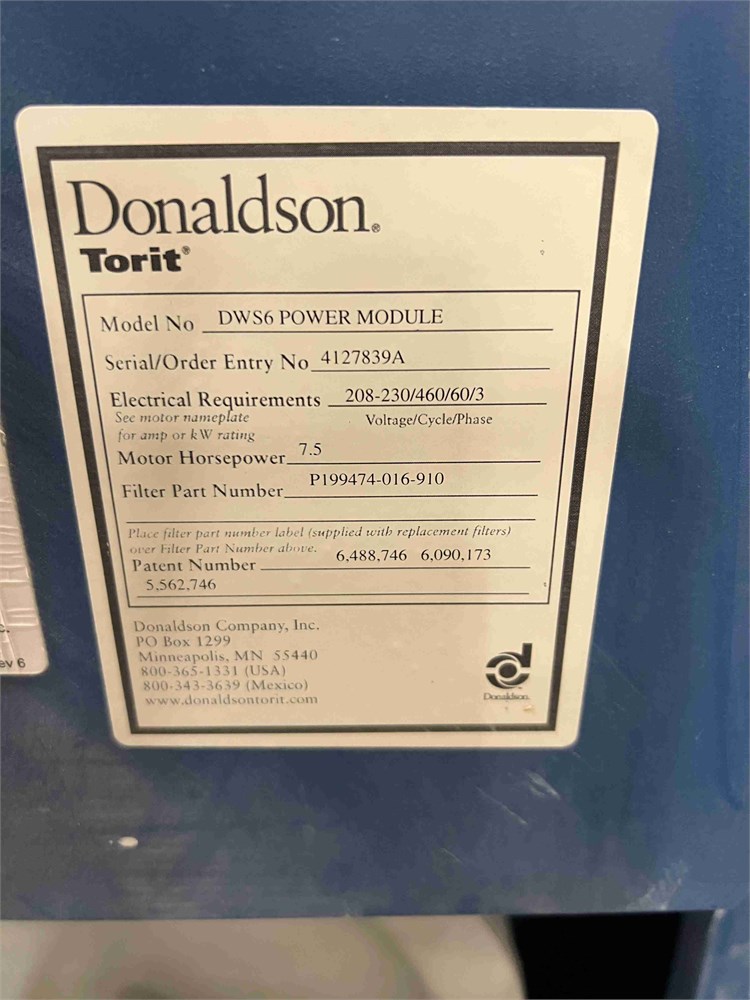 Donaldson®
Torit®
Model No DWS6 POWER MODULE
Serial/Order Entry No 4127839A
Electrical Requirements 208-230/460/60/3
See motor nameplate Voltage/Cycle/Phase
for amp or kW rating
Motor Horsepower 7.5
Filter Part Number P199474-016-910
Place filter part number label (supplied with replacement filters)
over Filter Part Number above.
Patent Number 6,488,746 6,090,173
5,562,746
Donaldson Company, Inc.
PO Box 1299
Minneapolis, MN 55440
800-365-1331 (USA)
800-343-3639 (Mexico)
www.donaldsontorit.com
Donaldson
ev 6